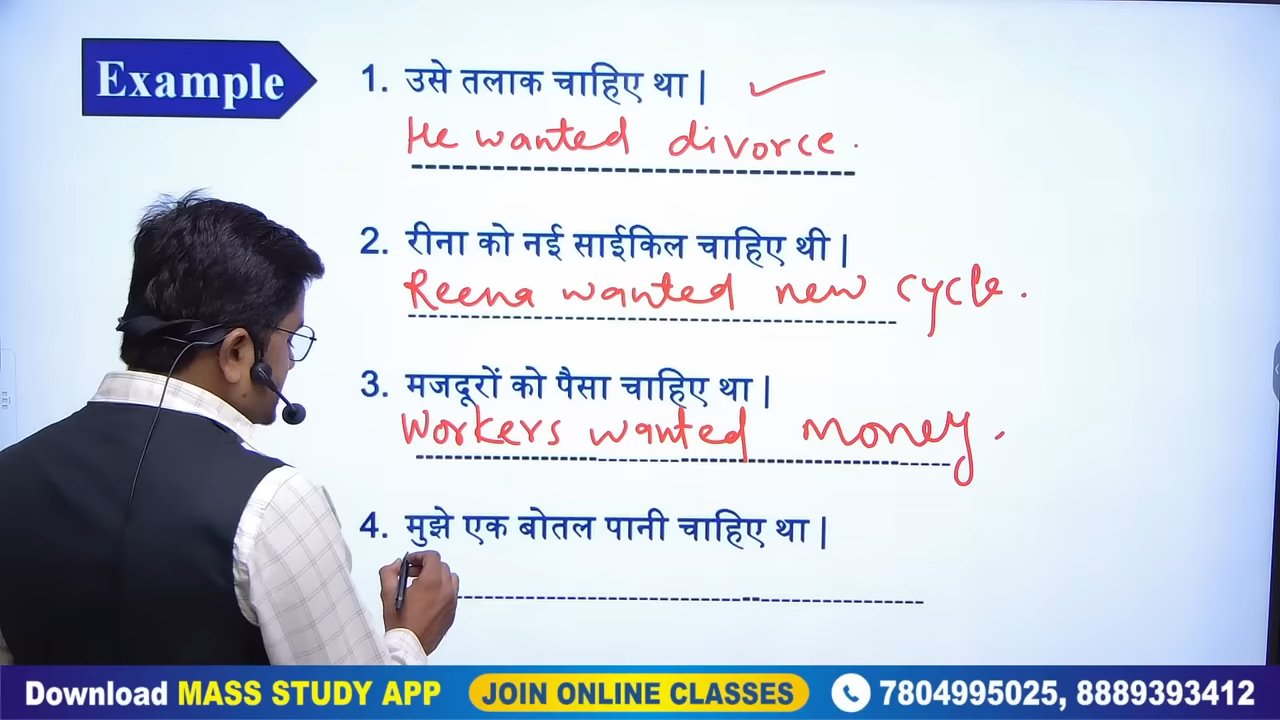 Example
1. उसे तलाक चाहिए था |
He wanted divorce.
2. रीना को नई साईकिल चाहिए थी |
Reena wanted new cycle.
3. मजदूरों को पैसा चाहिए था |
Workers wanted money.
4. मुझे एक बोतल पानी चाहिए था |
Download MASS STUDY APP JOIN ONLINE CLASSES 7804995025, 8889393412